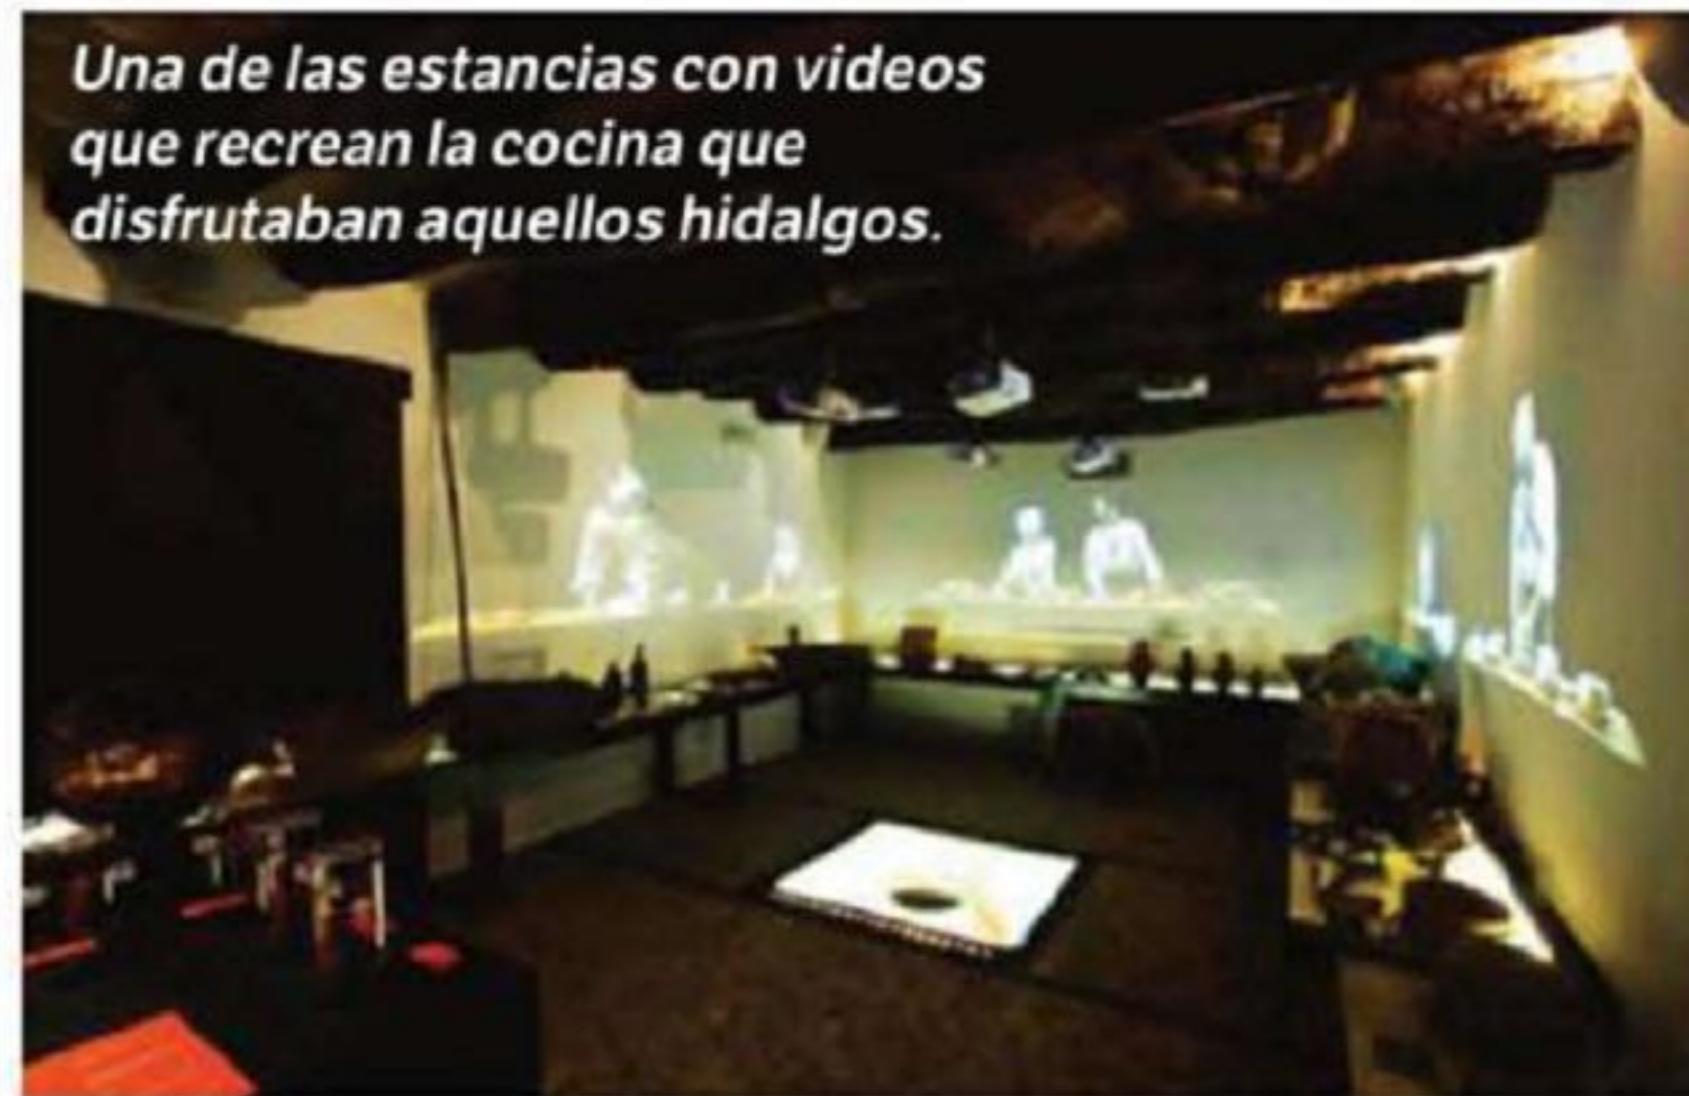 Una de las estancias con videos
que recrean la cocina que
disfrutaban aquellos hidalgos.